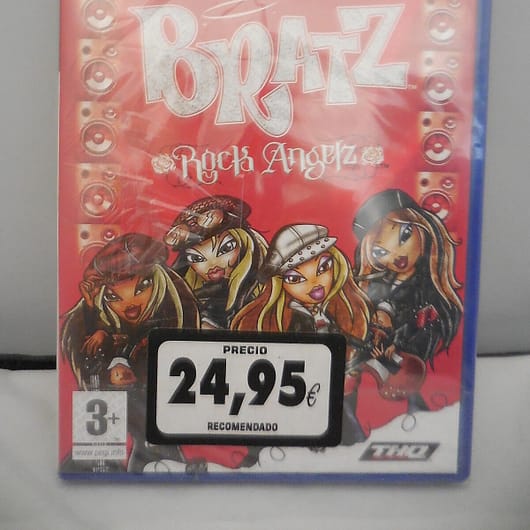 BRATZ
Rock Angelz
PRECIO
24,95€
RECOMENDADO
3+
www.pegi.info
THQ